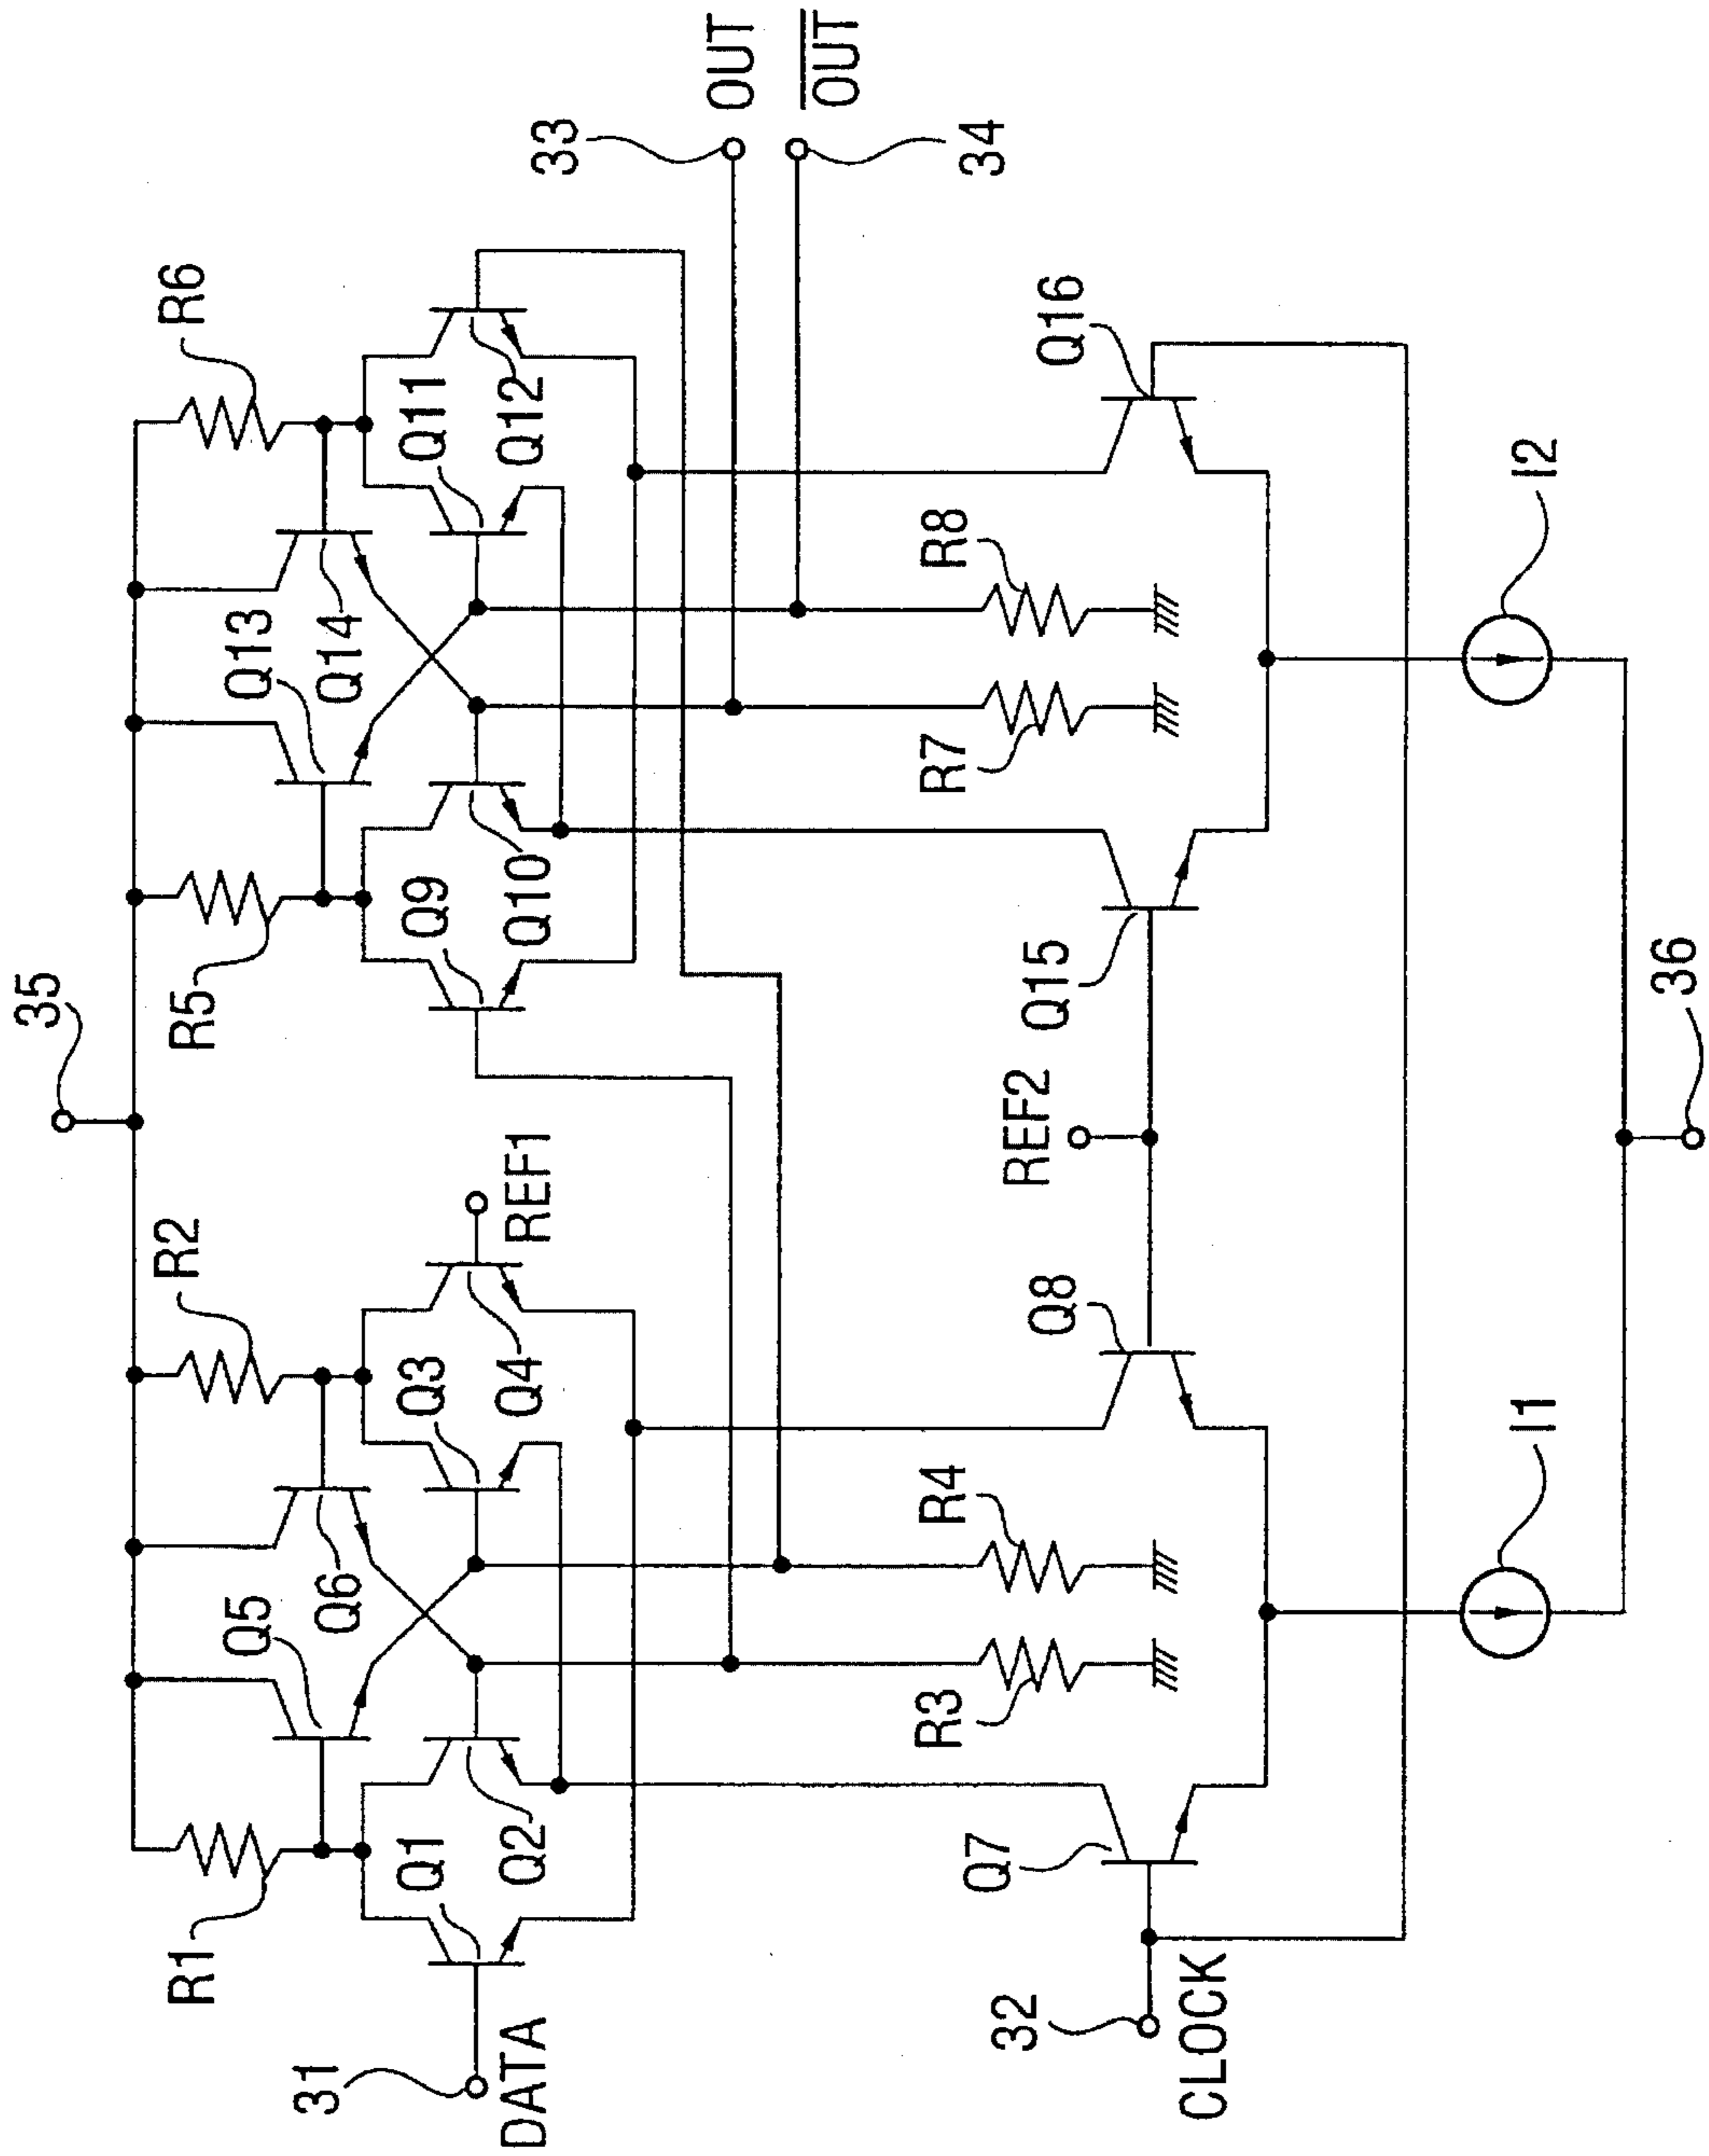 35
R1
R2
R5
R6
Q5
Q6
Q13
Q14
31
DATA
Q1
Q2
Q3
Q4
REF1
Q9
Q10
Q11
Q12
33
OUT
OUT
34
R3
R4
R7
R8
32
CLOCK
Q7
Q8
REF2
Q15
Q16
I1
I2
36